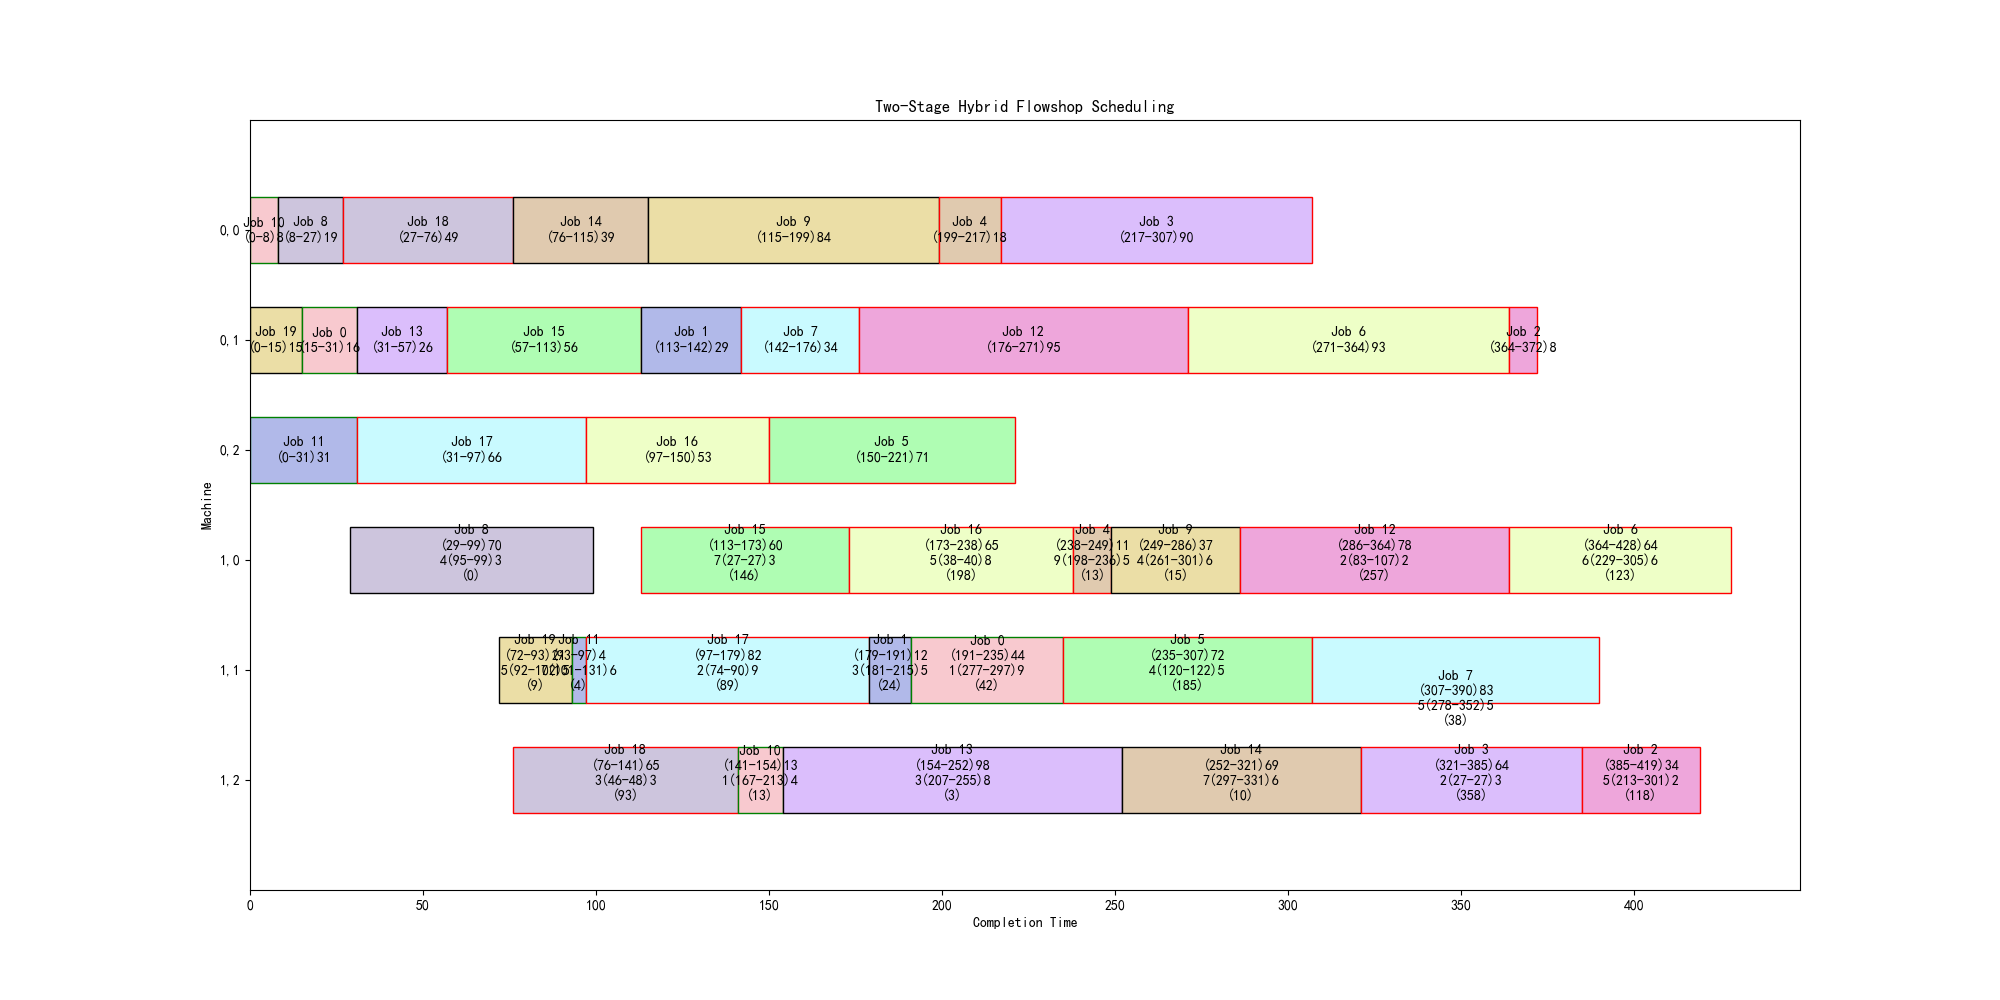 Two-Stage Hybrid Flowshop Scheduling
Machine
0,0
Job 10
(0-8)8
Job 8
(8-27)19
Job 18
(27-76)49
Job 14
(76-115)39
Job 9
(115-199)84
Job 4
(199-217)18
Job 3
(217-307)90
0,1
Job 19
(0-15)15
Job 0
(15-31)16
Job 13
(31-57)26
Job 15
(57-113)56
Job 1
(113-142)29
Job 7
(142-176)34
Job 12
(176-271)95
Job 6
(271-364)93
Job 2
(364-372)8
0,2
Job 11
(0-31)31
Job 17
(31-97)66
Job 16
(97-150)53
Job 5
(150-221)71
1,0
Job 8
(29-99)70
4(95-99)3
(0)
Job 15
(113-173)60
7(27-27)3
(146)
Job 16
(173-238)65
5(38-40)8
(198)
Job 4
(238-249)11
9(198-236)5
(13)
Job 9
(249-286)37
4(261-301)6
(15)
Job 12
(286-364)78
2(83-107)2
(257)
Job 6
(364-428)64
6(229-305)6
(123)
1,1
Job 19
(72-93)21
(9)
Job 11
(93-97)4
(4)
Job 17
(97-179)82
2(74-90)9
(89)
Job 1
(179-191)12
3(181-215)5
(24)
Job 0
(191-235)44
1(277-297)9
(42)
Job 5
(235-307)72
4(120-122)5
(185)
Job 7
(307-390)83
5(278-352)5
(38)
1,2
Job 18
(76-141)65
3(46-48)3
(93)
Job 10
(141-154)13
1(167-213)4
(13)
Job 13
(154-252)98
3(207-255)8
(3)
Job 14
(252-321)69
7(297-331)6
(10)
Job 3
(321-385)64
2(27-27)3
(358)
Job 2
(385-419)34
5(213-301)2
(118)
0 50 100 150 200 250 300 350 400
Completion Time